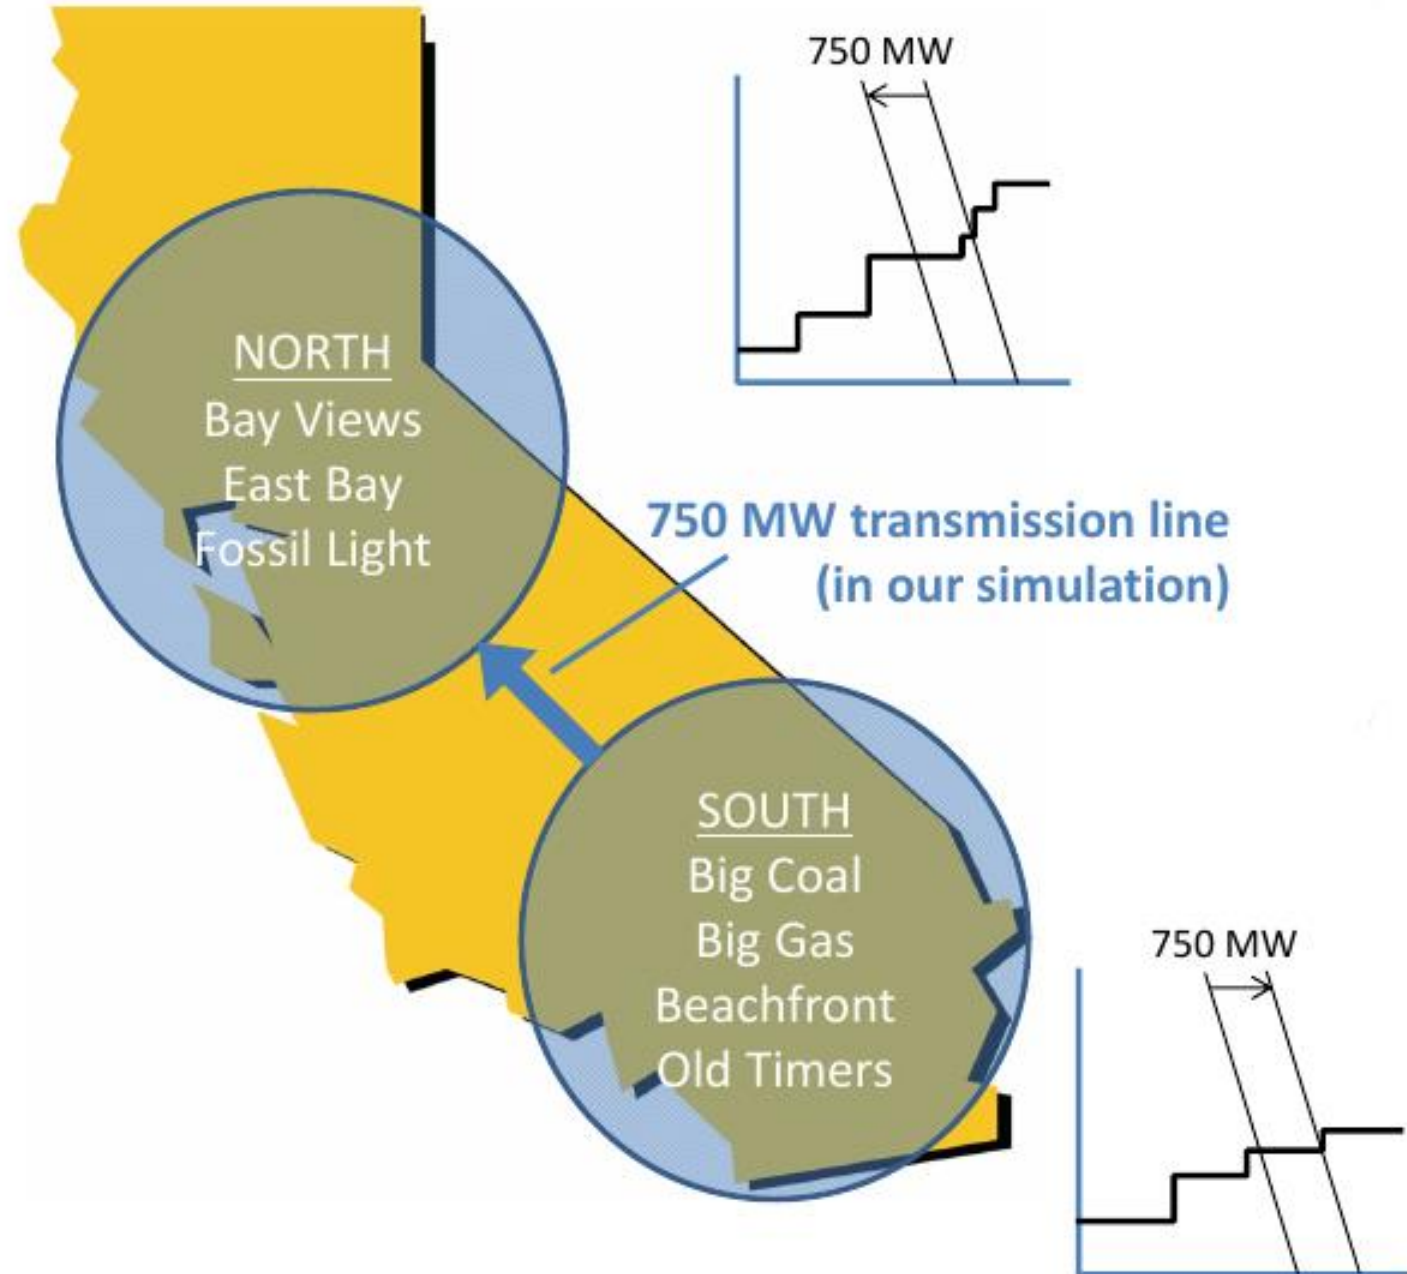 750 MW
NORTH
Bay Views
East Bay
Fossil Light
750 MW transmission line
(in our simulation)
SOUTH
Big Coal
Big Gas
Beachfront
Old Timers
750 MW